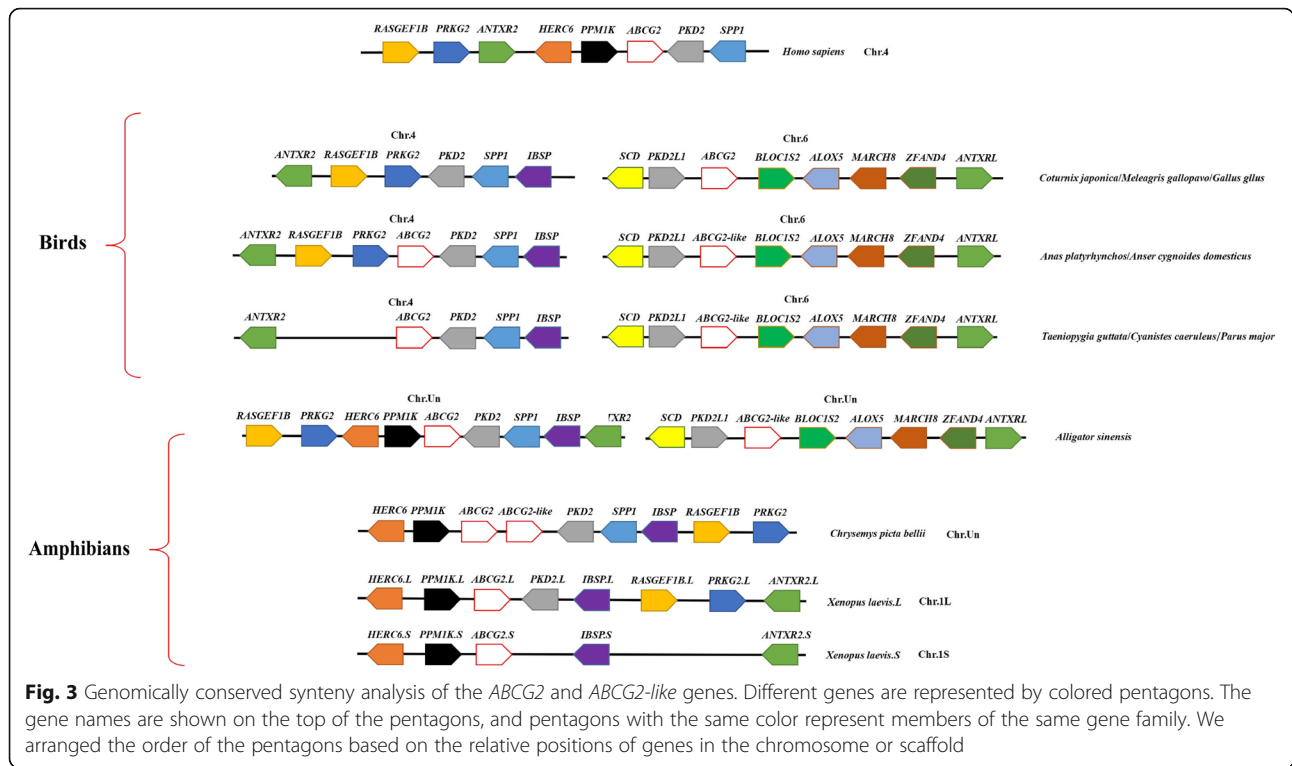 RASGEF1B PRKG2 ANTXR2 HERC6 PPM1K ABCG2 PKD2 SPP1
Homo sapiens Chr.4
Birds
Chr.4 Chr.6
ANTXR2 RASGEF1B PRKG2 PKD2 SPP1 IBSP SCD PKD2L1 ABCG2 BLOC1S2 ALOX5 MARCH8 ZFAND4 ANTXRL
Coturnix japonica/Meleagris gallopavo/Gallus gllus
Chr.4 Chr.6
ANTXR2 RASGEF1B PRKG2 ABCG2 PKD2 SPP1 IBSP SCD PKD2L1 ABCG2-like BLOC1S2 ALOX5 MARCH8 ZFAND4 ANTXRL
Anas platyrhynchos/Anser cygnoides domesticus
Chr.4 Chr.6
ANTXR2 ABCG2 PKD2 SPP1 IBSP SCD PKD2L1 ABCG2-like BLOC1S2 ALOX5 MARCH8 ZFAND4 ANTXRL
Taeniopygia guttata/Cyanistes caeruleus/Parus major
Chr.Un Chr.Un
RASGEF1B PRKG2 HERC6 PPM1K ABCG2 PKD2 SPP1 IBSP TXR2 SCD PKD2L1 ABCG2-like BLOC1S2 ALOX5 MARCH8 ZFAND4 ANTXRL
Alligator sinensis
Amphibians
HERC6 PPM1K ABCG2 ABCG2-like PKD2 SPP1 IBSP RASGEF1B PRKG2
Chrysemys picta bellii Chr.Un
HERC6.L PPM1K.L ABCG2.L PKD2.L IBSP.L RASGEF1B.L PRKG2.L ANTXR2.L
Xenopus laevis.L Chr.1L
HERC6.S PPM1K.S ABCG2.S IBSP.S ANTXR2.S
Xenopus laevis.S Chr.1S
Fig. 3 Genomically conserved synteny analysis of the ABCG2 and ABCG2-like genes. Different genes are represented by colored pentagons. The
gene names are shown on the top of the pentagons, and pentagons with the same color represent members of the same gene family. We
arranged the order of the pentagons based on the relative positions of genes in the chromosome or scaffold